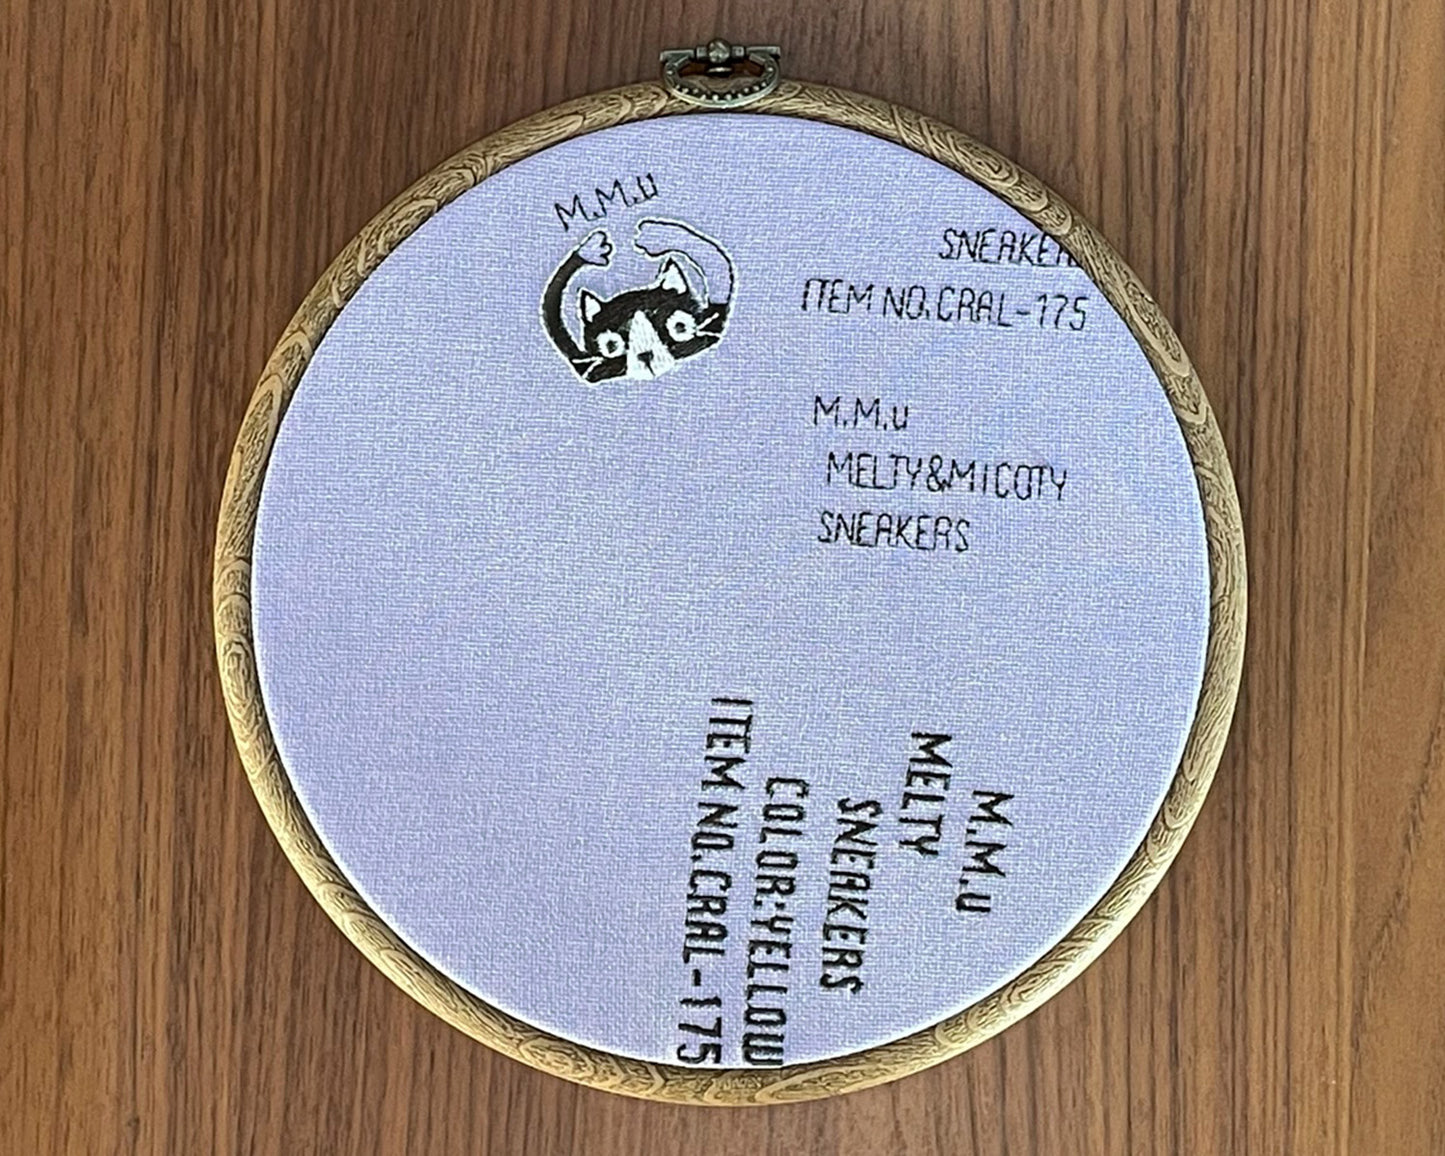 M.M.u
SNEAKER
ITEM NO.CRAL-175
M.M.u
MELTY&MICOTY
SNEAKERS
M.M.u
MELTY
SNEAKERS
COLOR:YELLOW
ITEM NO.CRAL-175